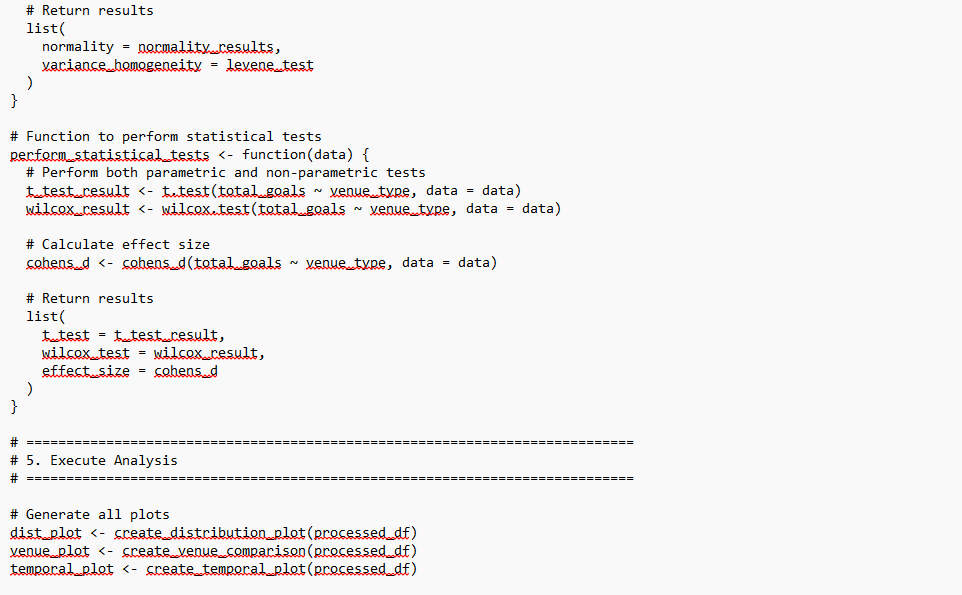 # Return results
  list(
    normality = normality_results,
    variance_homogeneity = levene_test
  )
}

# Function to perform statistical tests
perform_statistical_tests <- function(data) {
  # Perform both parametric and non-parametric tests
  t_test_result <- t.test(total_goals ~ venue_type, data = data)
  wilcox_result <- wilcox.test(total_goals ~ venue_type, data = data)

  # Calculate effect size
  cohens_d <- cohens_d(total_goals ~ venue_type, data = data)

  # Return results
  list(
    t_test = t_test_result,
    wilcox_test = wilcox_result,
    effect_size = cohens_d
  )
}

# ============================================================================
# 5. Execute Analysis
# ============================================================================

# Generate all plots
dist_plot <- create_distribution_plot(processed_df)
venue_plot <- create_venue_comparison(processed_df)
temporal_plot <- create_temporal_plot(processed_df)